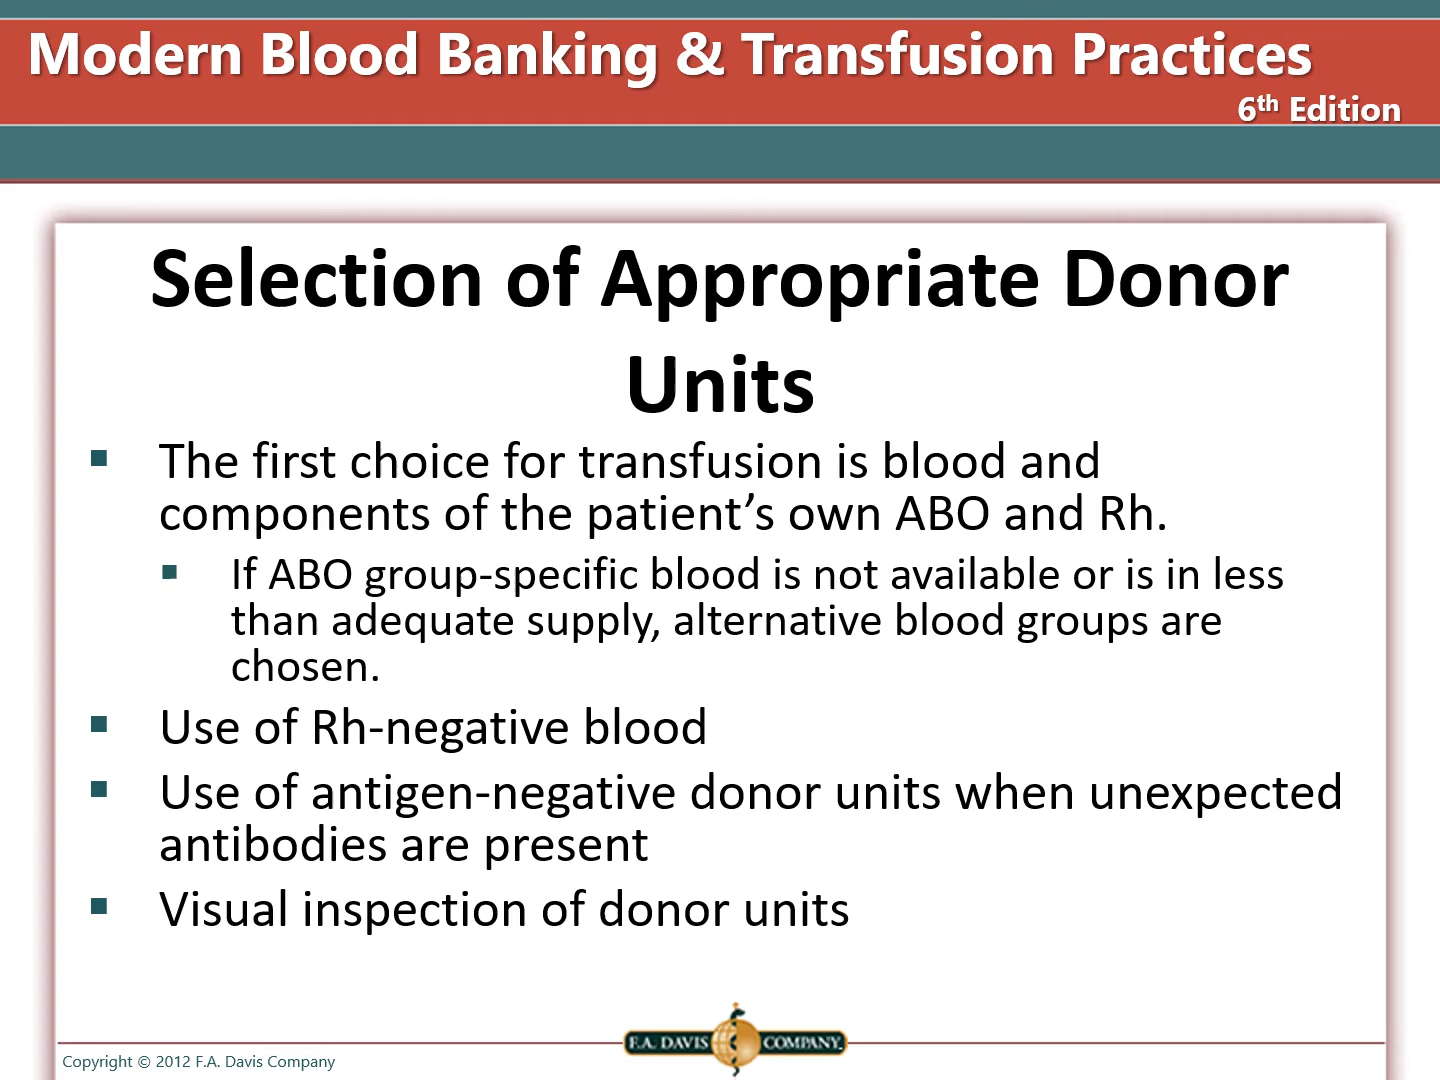 Modern Blood Banking & Transfusion Practices
6th Edition
Selection of Appropriate Donor
Units
▪ The first choice for transfusion is blood and
components of the patient’s own ABO and Rh.
▪ If ABO group-specific blood is not available or is in less
than adequate supply, alternative blood groups are
chosen.
▪ Use of Rh-negative blood
▪ Use of antigen-negative donor units when unexpected
antibodies are present
▪ Visual inspection of donor units
F.A. DAVIS COMPANY
Copyright © 2012 F.A. Davis Company